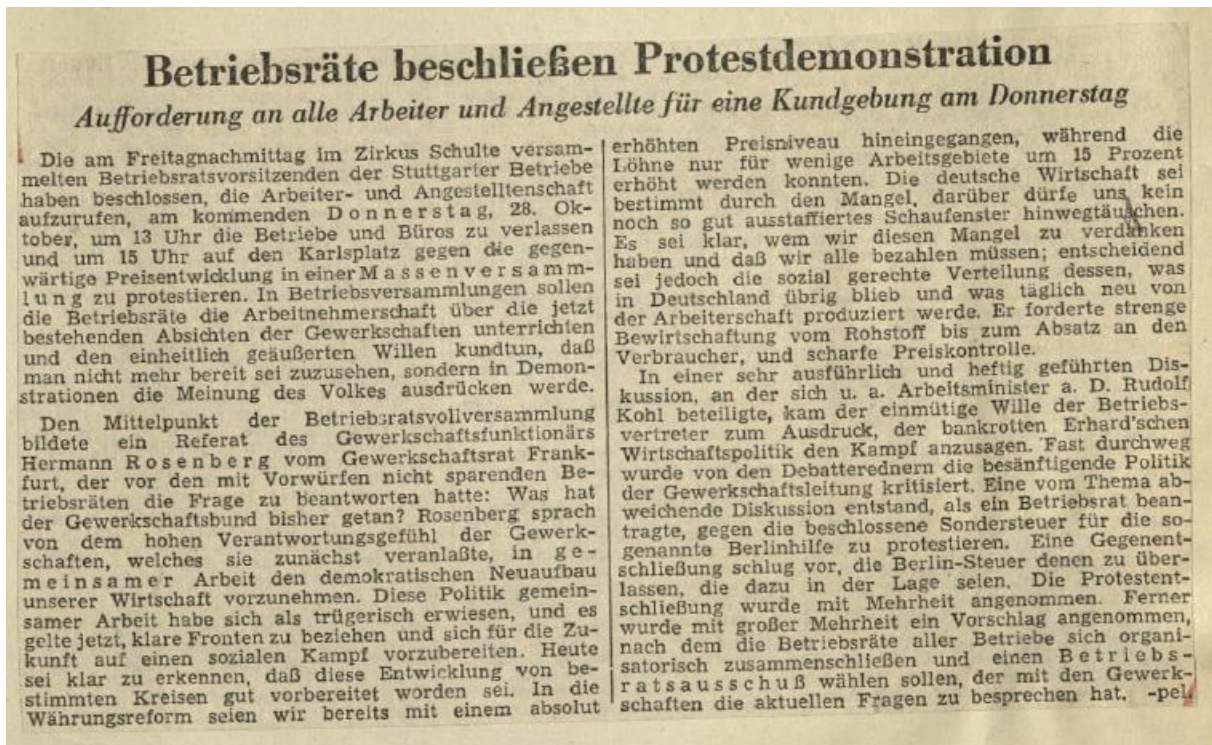 Betriebsräte beschließen Protestdemonstration
Aufforderung an alle Arbeiter und Angestellte für eine Kundgebung am Donnerstag
Die am Freitagnachmittag im Zirkus Schulte versam-
melten Betriebsratsvorsitzenden der Stuttgarter Betriebe
haben beschlossen, die Arbeiter- und Angestelltenschaft
aufzurufen, am kommenden Donnerstag, 28. Ok-
tober, um 13 Uhr die Betriebe und Büros zu verlassen
und um 15 Uhr auf den Karlsplatz gegen die gegen-
wärtige Preisentwicklung in einer Massenversamm-
lung zu protestieren. In Betriebsversammlungen sollen
die Betriebsräte die Arbeitnehmerschaft über die jetzt
bestehenden Absichten der Gewerkschaften unterrichten
und den einheitlich geäußerten Willen kundtun, daß
man nicht mehr bereit sei zuzusehen, sondern in Demon-
strationen die Meinung des Volkes ausdrücken werde.
Den Mittelpunkt der Betriebsratsvollversammlung
bildete ein Referat des Gewerkschaftsfunktionärs
Hermann Rosenberg vom Gewerkschaftsrat Frank-
furt, der vor den mit Vorwürfen nicht sparenden Be-
triebsräten die Frage zu beantworten hatte: Was hat
der Gewerkschaftsbund bisher getan? Rosenberg sprach
von dem hohen Verantwortungsgefühl der Gewerk-
schaften, welches sie zunächst veranlaßte, in ge-
meinsamer Arbeit den demokratischen Neuaufbau
unserer Wirtschaft vorzunehmen. Diese Politik gemein-
samer Arbeit habe sich als trügerisch erwiesen, und es
gelte jetzt, klare Fronten zu beziehen und sich für die Zu-
kunft auf einen sozialen Kampf vorzubereiten. Heute
sei klar zu erkennen, daß diese Entwicklung von be-
stimmten Kreisen gut vorbereitet worden sei. In die
Währungsreform seien wir bereits mit einem absolut
erhöhten Preisniveau hineingegangen, während die
Löhne nur für wenige Arbeitsgebiete um 15 Prozent
erhöht werden konnten. Die deutsche Wirtschaft sei
bestimmt durch den Mangel, darüber dürfe uns kein
noch so gut ausstaffiertes Schaufenster hinwegtäuschen.
Es sei klar, wem wir diesen Mangel zu verdanken
haben und daß wir alle bezahlen müssen; entscheidend
sei jedoch die sozial gerechte Verteilung dessen, was
in Deutschland übrig blieb und was täglich neu von
der Arbeiterschaft produziert werde. Er forderte strenge
Bewirtschaftung vom Rohstoff bis zum Absatz an den
Verbraucher, und scharfe Preiskontrolle.
In einer sehr ausführlich und heftig geführten Dis-
kussion, an der sich u. a. Arbeitsminister a. D. Rudolf
Kohl beteiligte, kam der einmütige Wille der Betriebs-
vertreter zum Ausdruck, der bankrotten Erhard'schen
Wirtschaftspolitik den Kampf anzusagen. Fast durchweg
wurde von den Debatterednern die besänftigende Politik
der Gewerkschaftsleitung kritisiert. Eine vom Thema ab-
weichende Diskussion entstand, als ein Betriebsrat bean-
tragte, gegen die beschlossene Sondersteuer für die so-
genannte Berlinhilfe zu protestieren. Eine Gegenent-
schließung schlug vor, die Berlin-Steuer denen zu über-
lassen, die dazu in der Lage seien. Die Protestent-
schließung wurde mit Mehrheit angenommen. Ferner
wurde mit großer Mehrheit ein Vorschlag angenommen,
nach dem die Betriebsräte aller Betriebe sich organi-
satorisch zusammenschließen und einen Betriebs-
ratsausschuß wählen sollen, der mit den Gewerk-
schaften die aktuellen Fragen zu besprechen hat. -pel